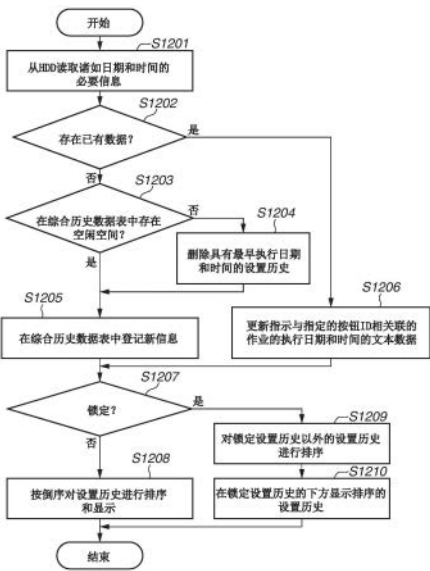 开始
S1201
从HDD读取诸如日期和时间的
必要信息
S1202
存在已有数据?
是
否
S1203
在综合历史数据表中存在
空闲空间?
否
是
S1204
删除具有最早执行日期
和时间的设置历史
S1205
在综合历史数据表中登记新信息
S1206
更新指示与指定的按钮ID相关联的
作业的执行日期和时间的文本数据
S1207
锁定?
是
否
S1209
对锁定设置历史以外的设置历史
进行排序
S1208
按倒序对设置历史进行排序
和显示
S1210
在锁定设置历史的下方显示排序的
设置历史
结束